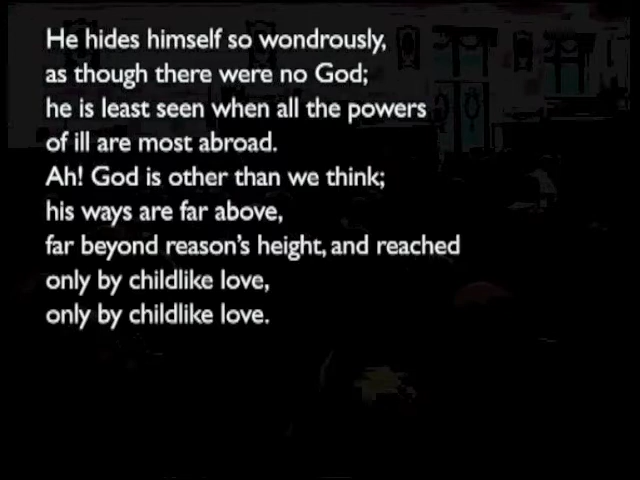 He hides himself so wondrously,
as though there were no God;
he is least seen when all the powers
of ill are most abroad.
Ah! God is other than we think;
his ways are far above,
far beyond reason's height, and reached
only by childlike love,
only by childlike love.